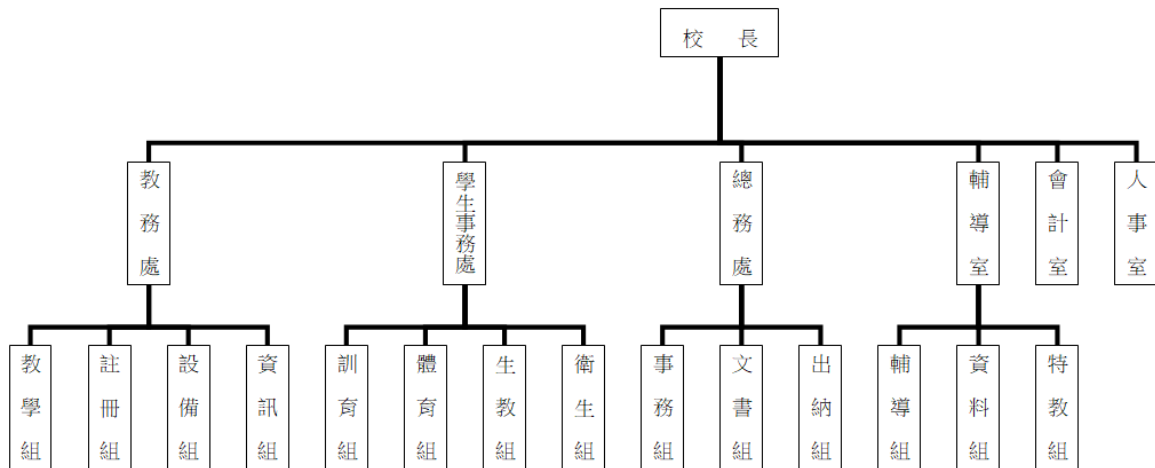 校長
教務處
學生事務處
總務處
輔導室
會計室
人事室
教學組
註冊組
設備組
資訊組
訓育組
體育組
生教組
衛生組
事務組
文書組
出納組
輔導組
資料組
特教組